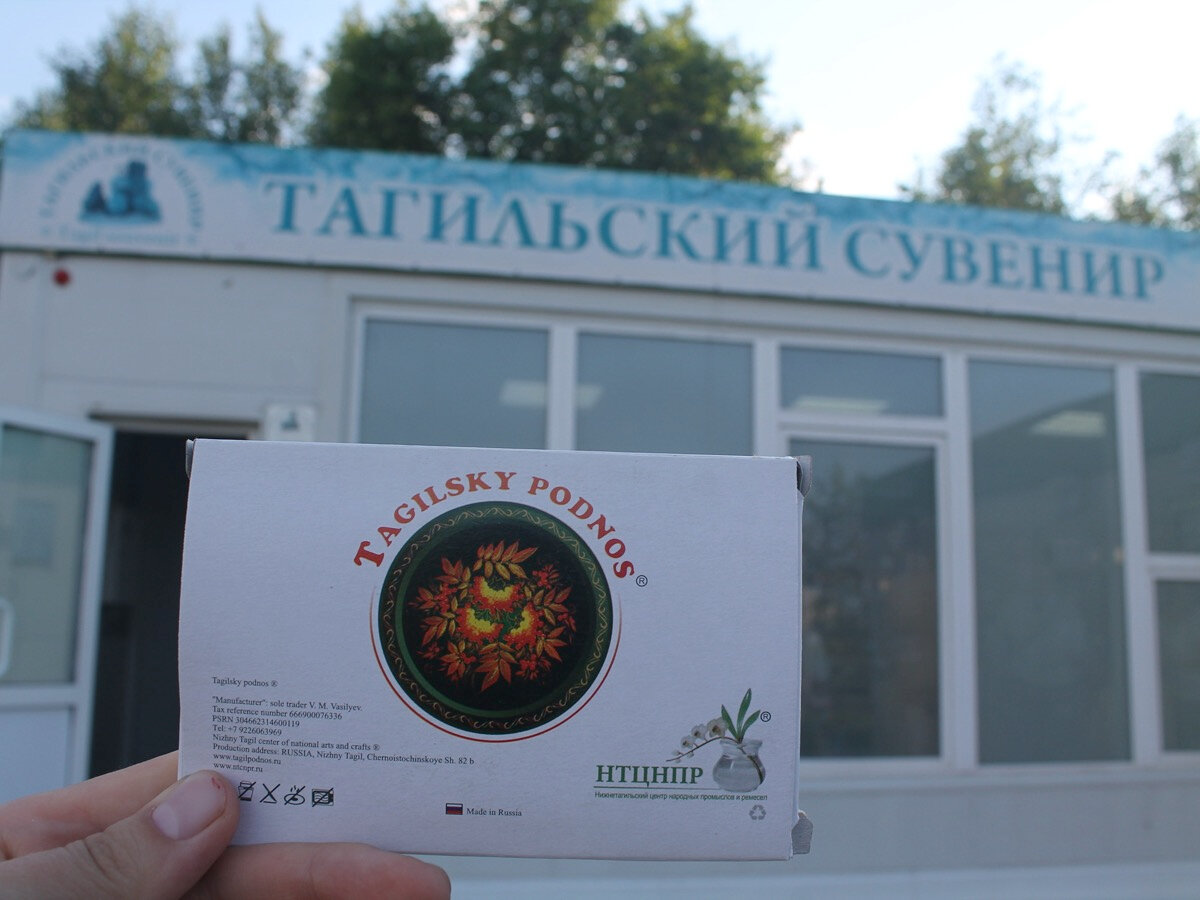 ТАГИЛЬСКИЙ СУВЕНИР
ТАГИЛЬСКИЙ СУВЕНИР
TAGILSKY PODNOS ®
Tagilsky podnos ®
"Manufacturer": sole trader V. M. Vasilyev.
Tax reference number 666900076336
PSRN 304662314600119
Tel: +7 9226063969
Nizhny Tagil center of national arts and crafts ®
Production address: RUSSIA, Nizhny Tagil, Chernoistochinskoye Sh. 82 b
www.tagilpodnos.ru
www.ntcnpr.ru
Made in Russia
®
НТЦНПР
Нижнетагильский центр народных промыслов и ремесел